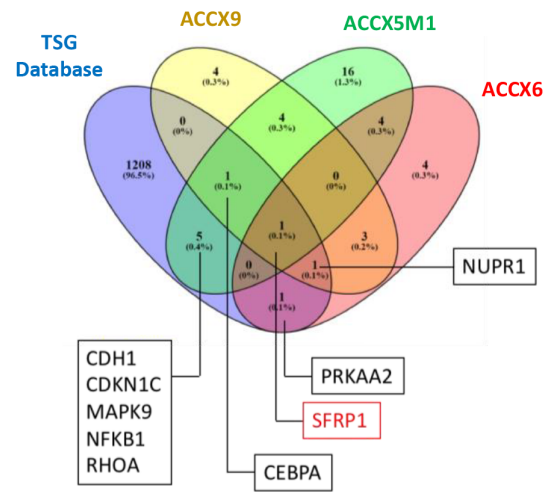 ACCX9
ACCX5M1
TSG
Database
ACCX6
4
(0.3%)
16
(1.3%)
0
(0%)
4
(0.3%)
4
(0.3%)
1208
(96.5%)
1
(0.1%)
0
(0%)
4
(0.3%)
5
(0.4%)
1
(0.1%)
3
(0.2%)
0
(0%)
1
(0.1%)
1
(0.1%)
NUPR1
CDH1
CDKN1C
MAPK9
NFKB1
RHOA
PRKAA2
SFRP1
CEBPA